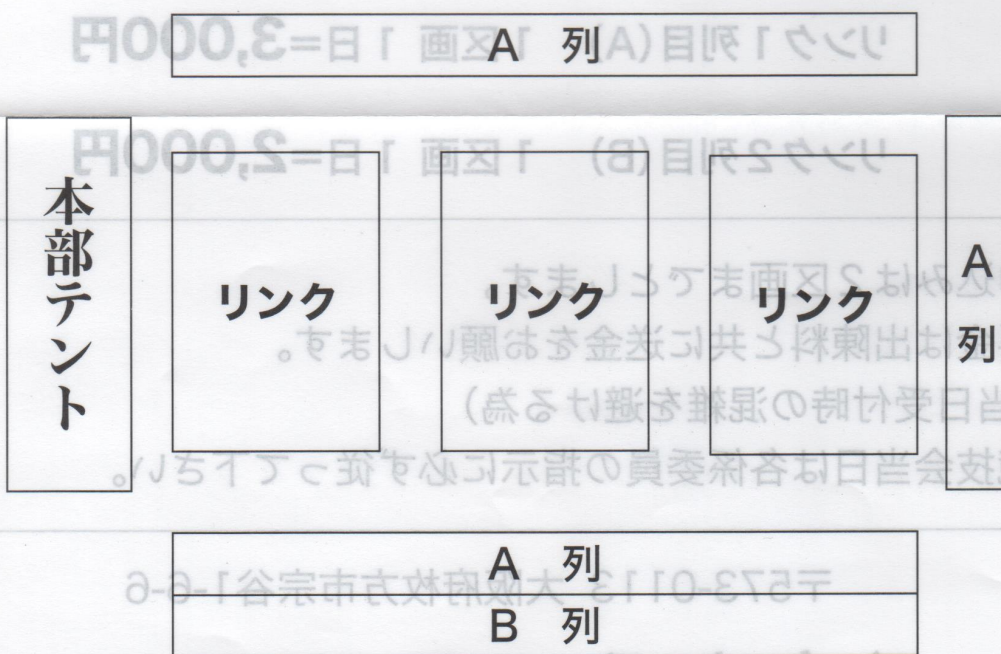 A 列
本部テント
リンク
リンク
リンク
A列
A 列
B 列
リンク1列目(A) 1区画 1日=3,000円
リンク2列目(B) 1区画 1日=2,000円
込みは2区画までとします。
は出陳料と共に送金をお願いします。
当日受付時の混雑を避ける為)
技会当日は各係委員の指示に必ず従って下さい。
〒573-0113 大阪府枚方市宗谷1-6-6